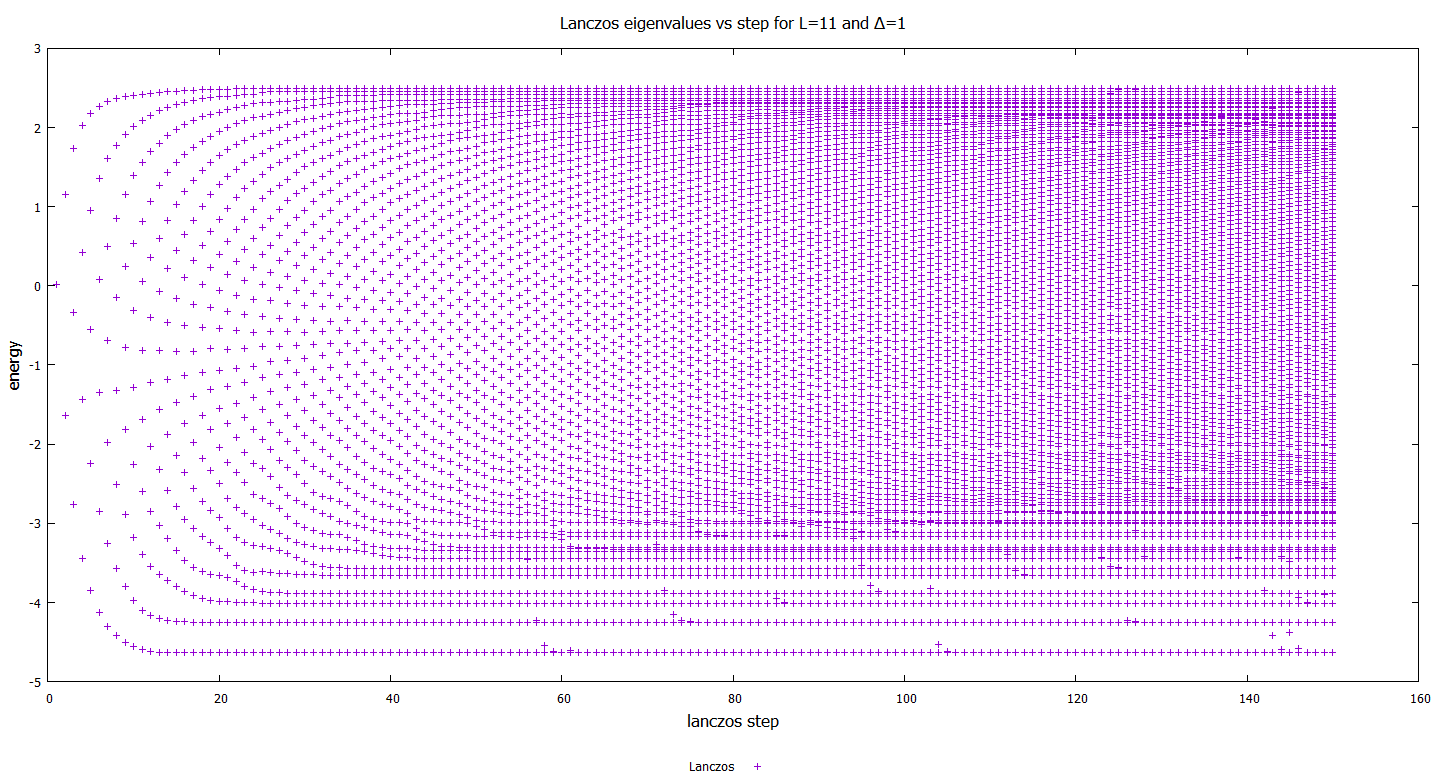 Lanczos eigenvalues vs step for L=11 and Δ=1
3
2
1
0
-1
-2
-3
-4
-5
energy
0 20 40 60 80 100 120 140 160
lanczos step
Lanczos +